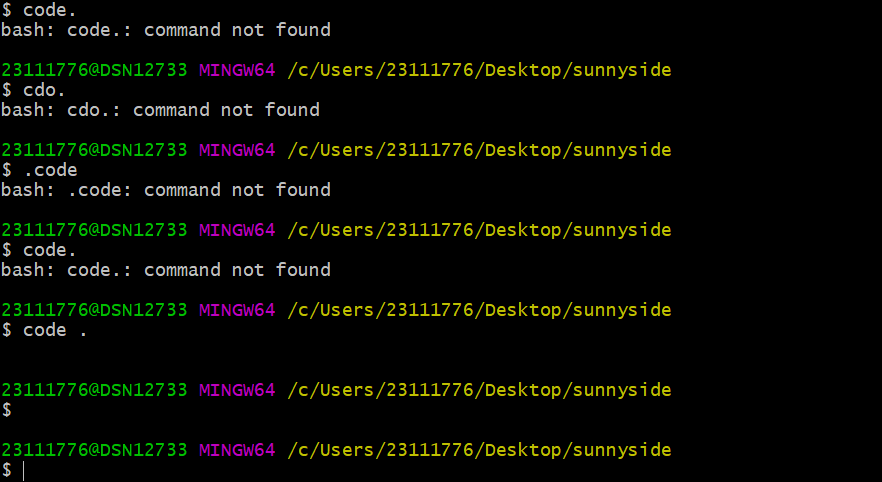 $ code.
bash: code.: command not found
23111776@DSN12733 MINGW64 /c/Users/23111776/Desktop/sunnyside
$ cdo.
bash: cdo.: command not found
23111776@DSN12733 MINGW64 /c/Users/23111776/Desktop/sunnyside
$ .code
bash: .code: command not found
23111776@DSN12733 MINGW64 /c/Users/23111776/Desktop/sunnyside
$ code.
bash: code.: command not found
23111776@DSN12733 MINGW64 /c/Users/23111776/Desktop/sunnyside
$ code .
23111776@DSN12733 MINGW64 /c/Users/23111776/Desktop/sunnyside
$
23111776@DSN12733 MINGW64 /c/Users/23111776/Desktop/sunnyside
$